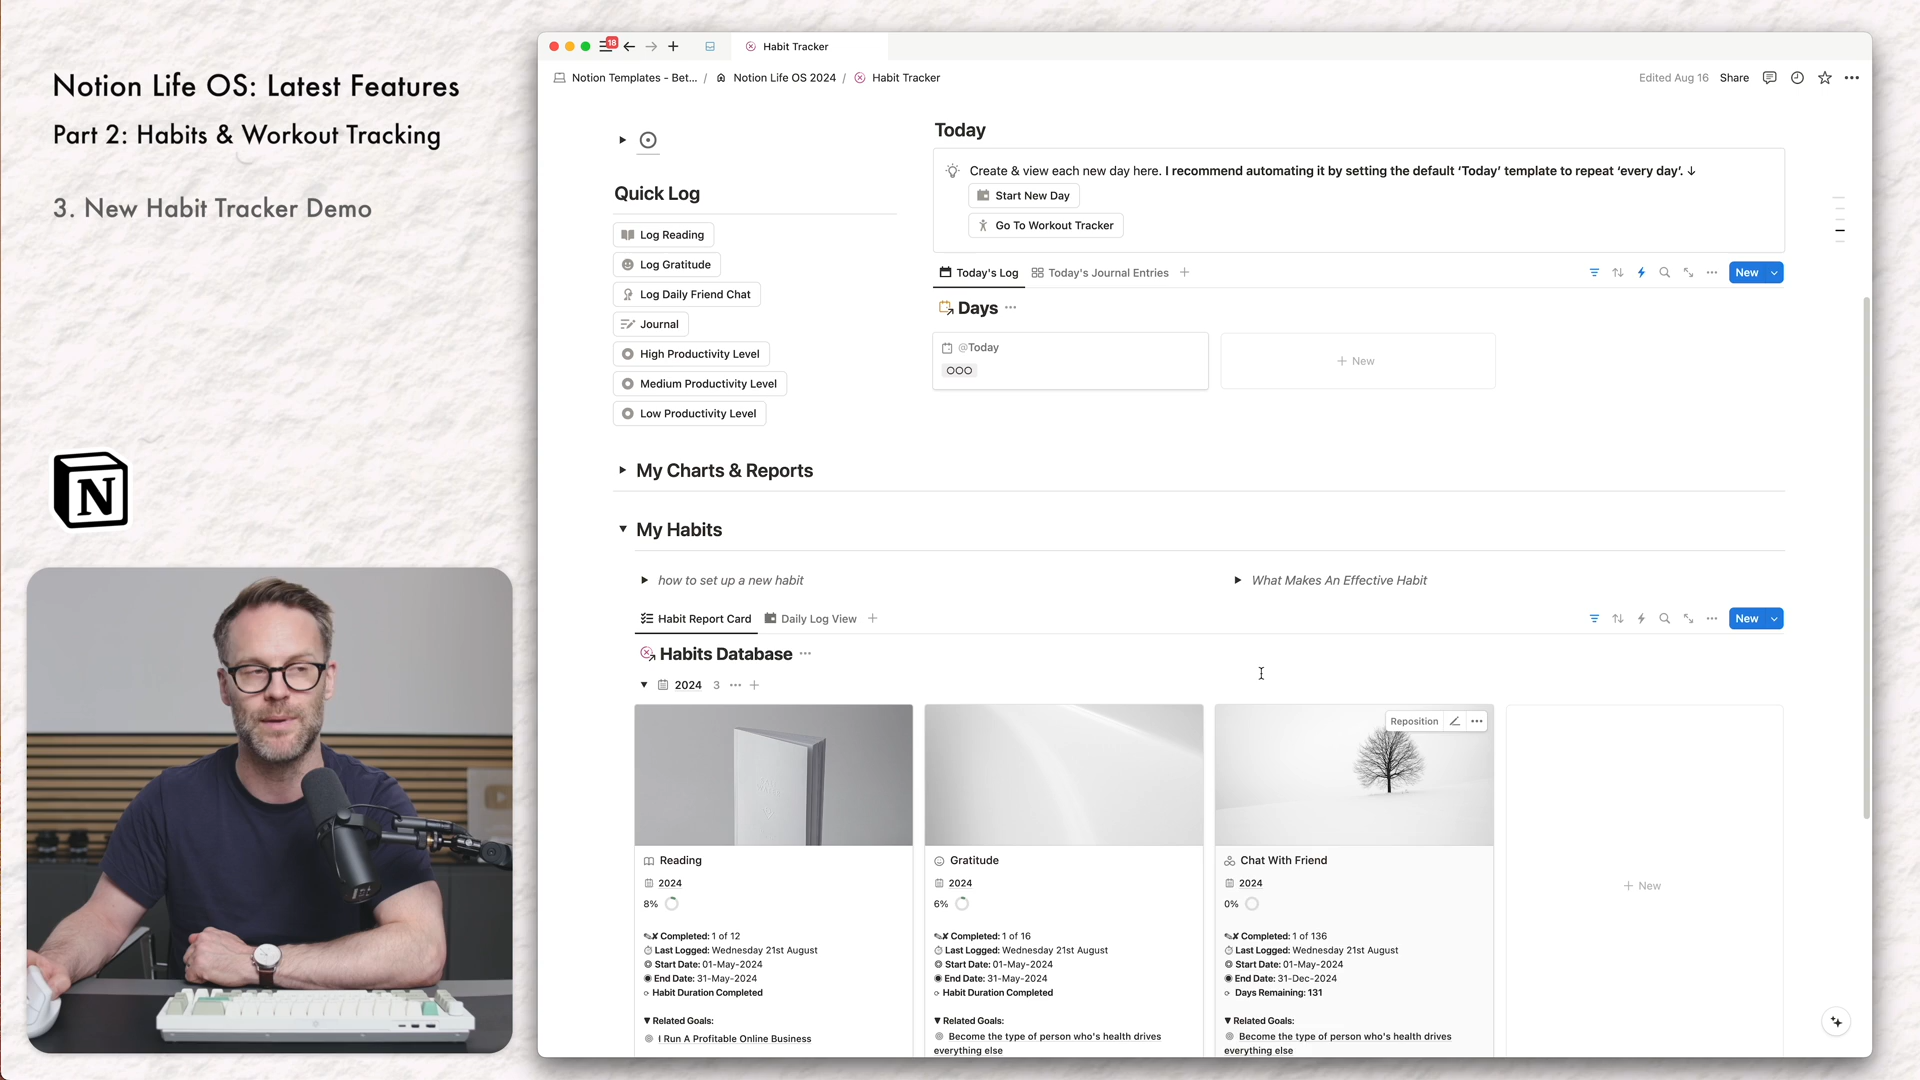 Notion Life OS: Latest Features
Part 2: Habits & Workout Tracking
3. New Habit Tracker Demo
N
18
Habit Tracker
Notion Templates - Bet... / Notion Life OS 2024 / Habit Tracker
Edited Aug 16 Share
Quick Log
Log Reading
Log Gratitude
Log Daily Friend Chat
Journal
High Productivity Level
Medium Productivity Level
Low Productivity Level
Today
Create & view each new day here. I recommend automating it by setting the default ‘Today’ template to repeat ‘every day’. ↓
Start New Day
Go To Workout Tracker
Today's Log Today's Journal Entries
New
Days
@Today
OOO
New
My Charts & Reports
My Habits
how to set up a new habit
What Makes An Effective Habit
Habit Report Card Daily Log View
New
Habits Database
2024 3
Reading
2024
8%
Completed: 1 of 12
Last Logged: Wednesday 21st August
Start Date: 01-May-2024
End Date: 31-May-2024
Habit Duration Completed
Related Goals:
I Run A Profitable Online Business
Gratitude
2024
6%
Completed: 1 of 16
Last Logged: Wednesday 21st August
Start Date: 01-May-2024
End Date: 31-May-2024
Habit Duration Completed
Related Goals:
Become the type of person who's health drives
everything else
Reposition
Chat With Friend
2024
0%
Completed: 1 of 136
Last Logged: Wednesday 21st August
Start Date: 01-May-2024
End Date: 31-Dec-2024
Days Remaining: 131
Related Goals:
Become the type of person who's health drives
everything else
New